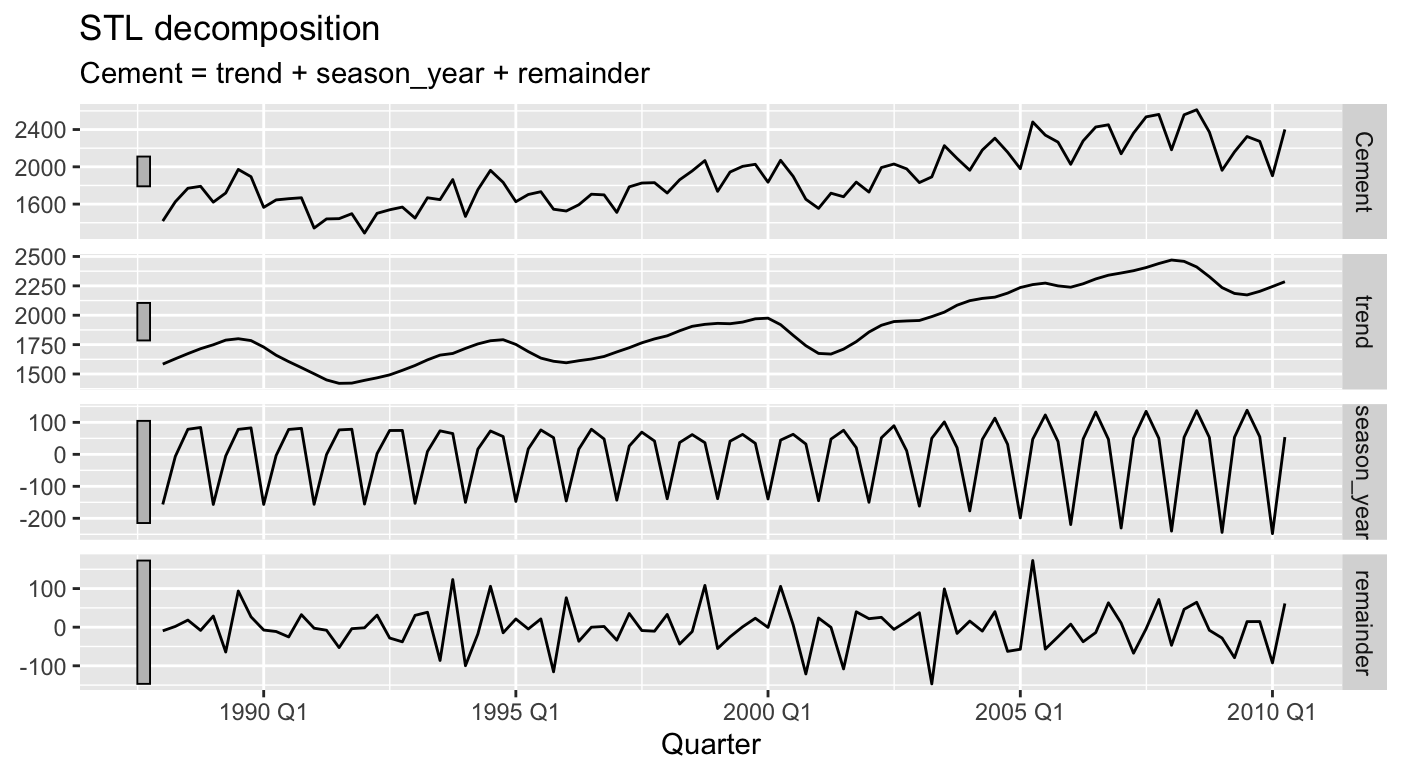 STL decomposition
Cement = trend + season_year + remainder
2400
2000
1600
Cement
2500
2250
2000
1750
1500
trend
100
0
-100
-200
season_year
100
0
-100
remainder
1990 Q1 1995 Q1 2000 Q1 2005 Q1 2010 Q1
Quarter